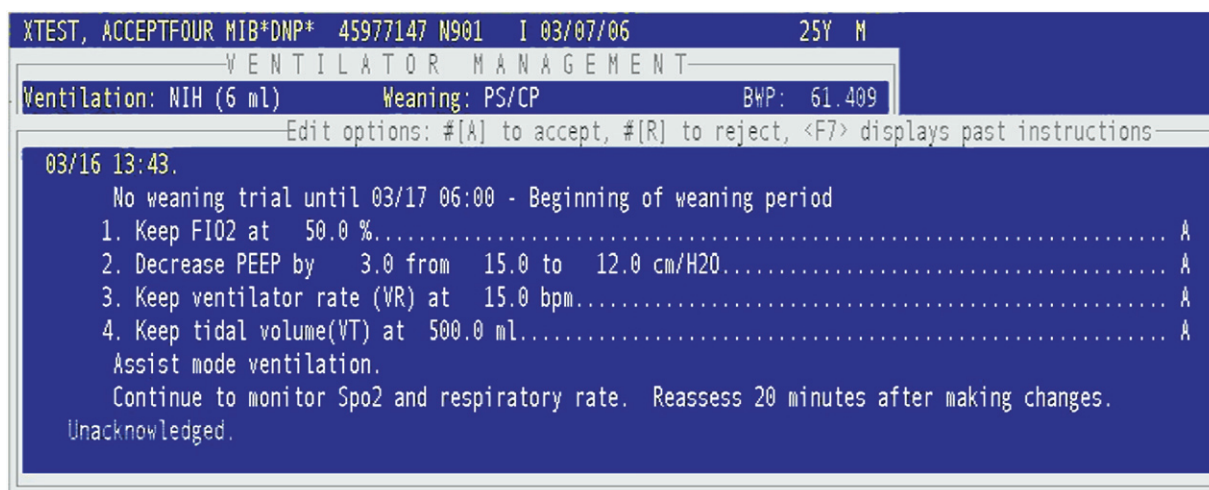 XTEST, ACCEPTFOUR MIB*DNP* 45977147 N901 I 03/07/06 25Y M
VENTILATOR MANAGEMENT
Ventilation: NIH (6 ml) Weaning: PS/CP BWP: 61.409
Edit options: #[A] to accept, #[R] to reject, <F7> displays past instructions
03/16 13:43.
No weaning trial until 03/17 06:00 - Beginning of weaning period
1. Keep FIO2 at 50.0 %........................................................................ A
2. Decrease PEEP by 3.0 from 15.0 to 12.0 cm/H2O........................................ A
3. Keep ventilator rate (VR) at 15.0 bpm..................................................... A
4. Keep tidal volume(VT) at 500.0 ml.......................................................... A
Assist mode ventilation.
Continue to monitor Spo2 and respiratory rate. Reassess 20 minutes after making changes.
Unacknowledged.